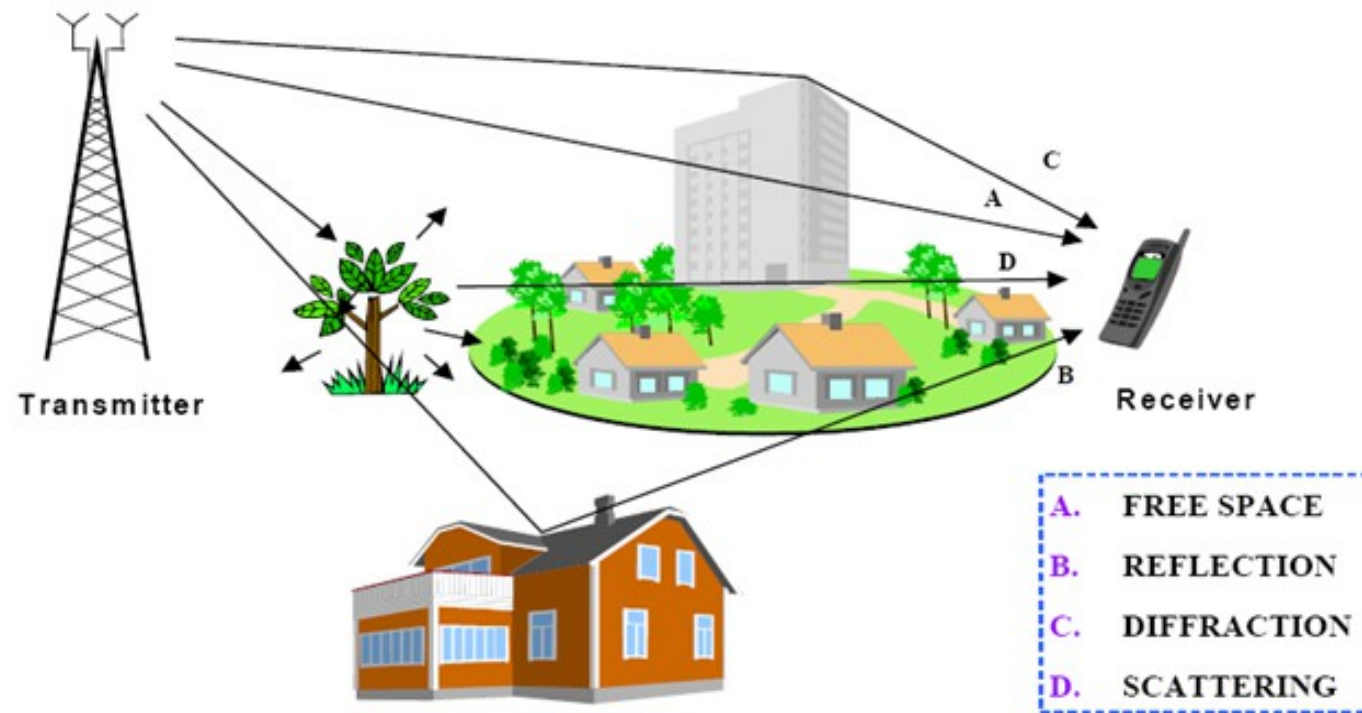 C
A
D
B
Transmitter
Receiver
A. FREE SPACE
B. REFLECTION
C. DIFFRACTION
D. SCATTERING